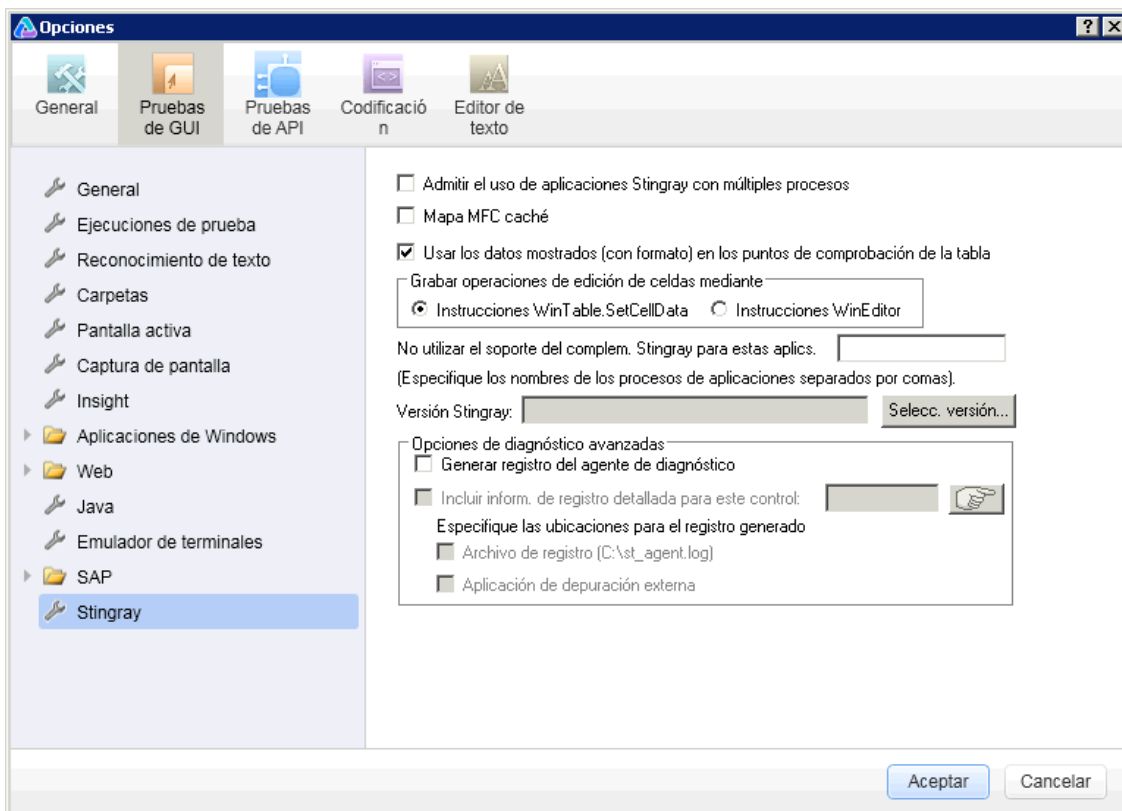 Opciones
General
Pruebas
de GUI
Pruebas
de API
Codificació
n
Editor de
texto
General
Ejecuciones de prueba
Reconocimiento de texto
Carpetas
Pantalla activa
Captura de pantalla
Insight
Aplicaciones de Windows
Web
Java
Emulador de terminales
SAP
Stingray
Admitir el uso de aplicaciones Stingray con múltiples procesos
Mapa MFC caché
Usar los datos mostrados (con formato) en los puntos de comprobación de la tabla
Grabar operaciones de edición de celdas mediante
Instrucciones WinTable.SetCellData
Instrucciones WinEditor
No utilizar el soporte del complem. Stingray para estas aplics.
(Especifique los nombres de los procesos de aplicaciones separados por comas).
Versión Stingray:
Selecc. versión...
Opciones de diagnóstico avanzadas
Generar registro del agente de diagnóstico
Incluir inform. de registro detallada para este control:
Especifique las ubicaciones para el registro generado
Archivo de registro (C:\st_agent.log)
Aplicación de depuración externa
Aceptar
Cancelar